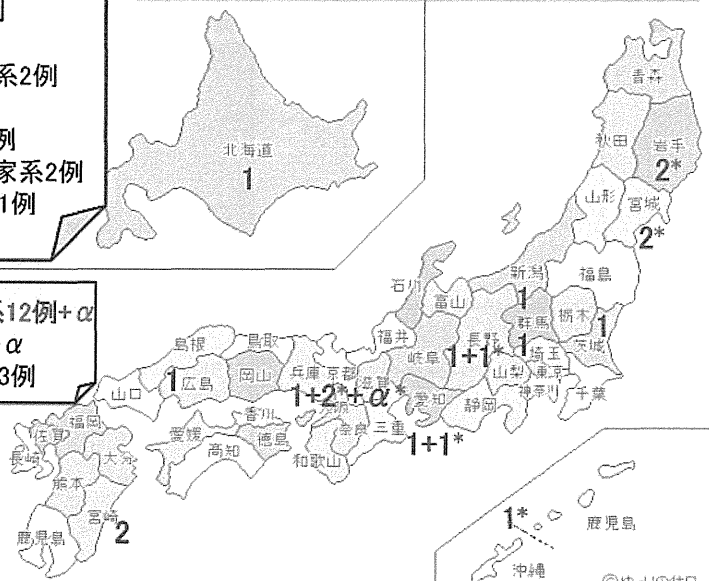 系2例
例
家系2例
1例
系12例+α
+α
3例
北海道
1
青森
秋田
岩手
2*
山形
宮城
2*
石川
新潟
福島
富山
1
群馬
栃木
1
福井
長野
1
埼玉
茨城
島根
鳥取
岐阜
1+1*
山梨
東京
神奈川
千葉
兵庫
京都
滋賀
1
広島
岡山
1+2*+α*
愛知
静岡
山口
大阪
香川
奈良
三重
1+1*
福岡
佐賀
愛媛
徳島
和歌山
長崎
大分
高知
熊本
宮崎
2
鹿児島
1*
鹿児島
沖縄